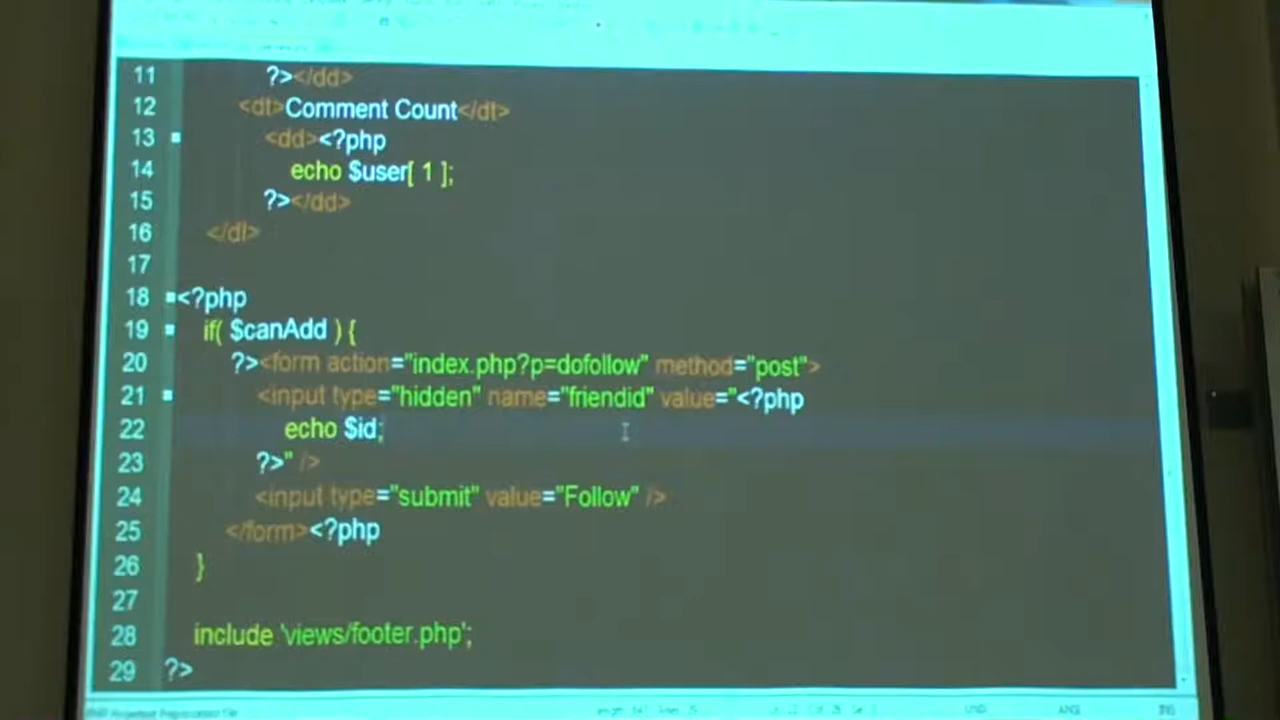 11 ?></dd>
12 <dt>Comment Count</dt>
13 <dd><?php
14 echo $user[ 1 ];
15 ?></dd>
16 </dl>
17
18 <?php
19 if( $canAdd ) {
20 ?><form action="index.php?p=dofollow" method="post">
21 <input type="hidden" name="friendid" value="<?php
22 echo $id;
23 ?>" />
24 <input type="submit" value="Follow" />
25 </form><?php
26 }
27
28 include 'views/footer.php';
29 ?>